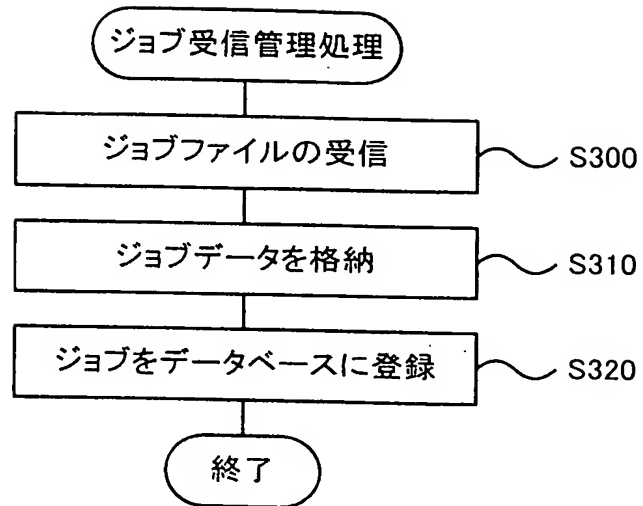 ジョブ受信管理処理
ジョブファイルの受信
S300
ジョブデータを格納
S310
ジョブをデータベースに登録
S320
終了